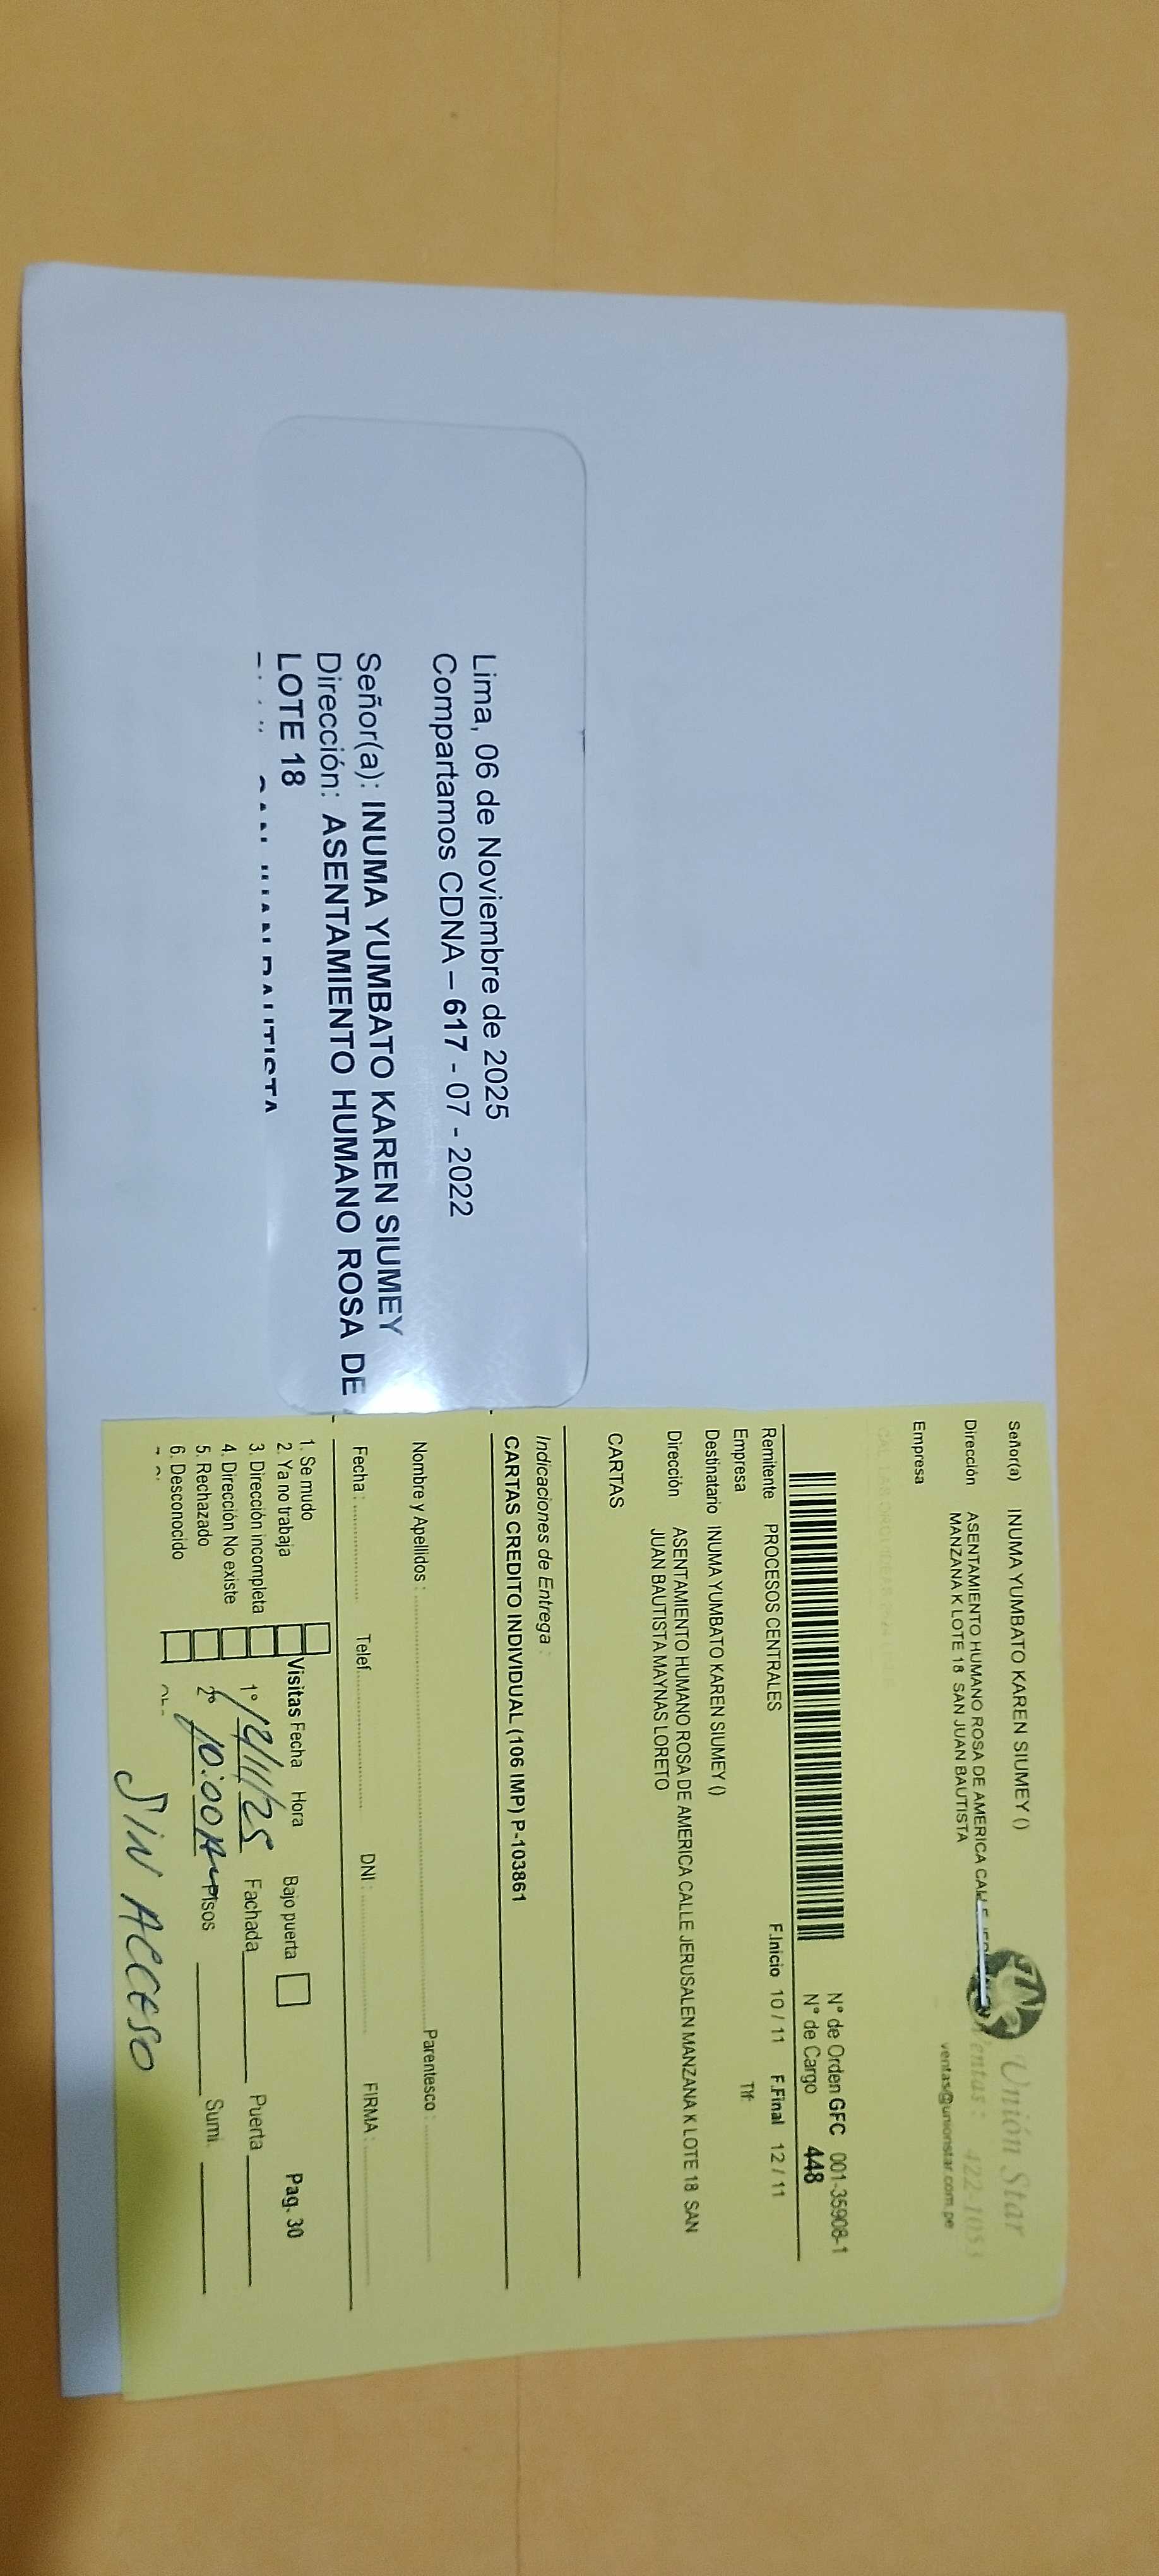 Lima, 06 de Noviembre de 2025
Compartamos CDNA – 617 - 07 - 2022
Señor(a): INUMA YUMBATO KAREN SIUMEY
Dirección: ASENTAMIENTO HUMANO ROSA DE
LOTE 18
SAN JUAN BAUTISTA
Señor(a) INUMA YUMBATO KAREN SIUMEY ()
Dirección ASENTAMIENTO HUMANO ROSA DE AMERICA CALLE
MANZANA K LOTE 18 SAN JUAN BAUTISTA
Empresa
Unión Star
Ventas : 422-1053
ventas@unionstar.com.pe
N° de Orden GFC 001-35908-1
N° de Cargo 448
Remitente PROCESOS CENTRALES F.Inicio 10 / 11 F.Final 12 / 11
Empresa Tlf:
Destinatario INUMA YUMBATO KAREN SIUMEY ()
Dirección ASENTAMIENTO HUMANO ROSA DE AMERICA CALLE JERUSALEN MANZANA K LOTE 18 SAN
JUAN BAUTISTA MAYNAS LORETO
CARTAS
Indicaciones de Entrega :
CARTAS CREDITO INDIVIDUAL (106 IMP) P-103861
Nombre y Apellidos : Parentesco :
Fecha : Telef. DNI : FIRMA :
1. Se mudo
2. Ya no trabaja Visitas Fecha Hora Bajo puerta Pag. 30
3. Dirección incompleta 1° 12/11/25 Fachada Puerta
4. Dirección No existe
5. Rechazado 2° 10:00 Am Pisos Sumi.
6. Desconocido
SIN ACCESO